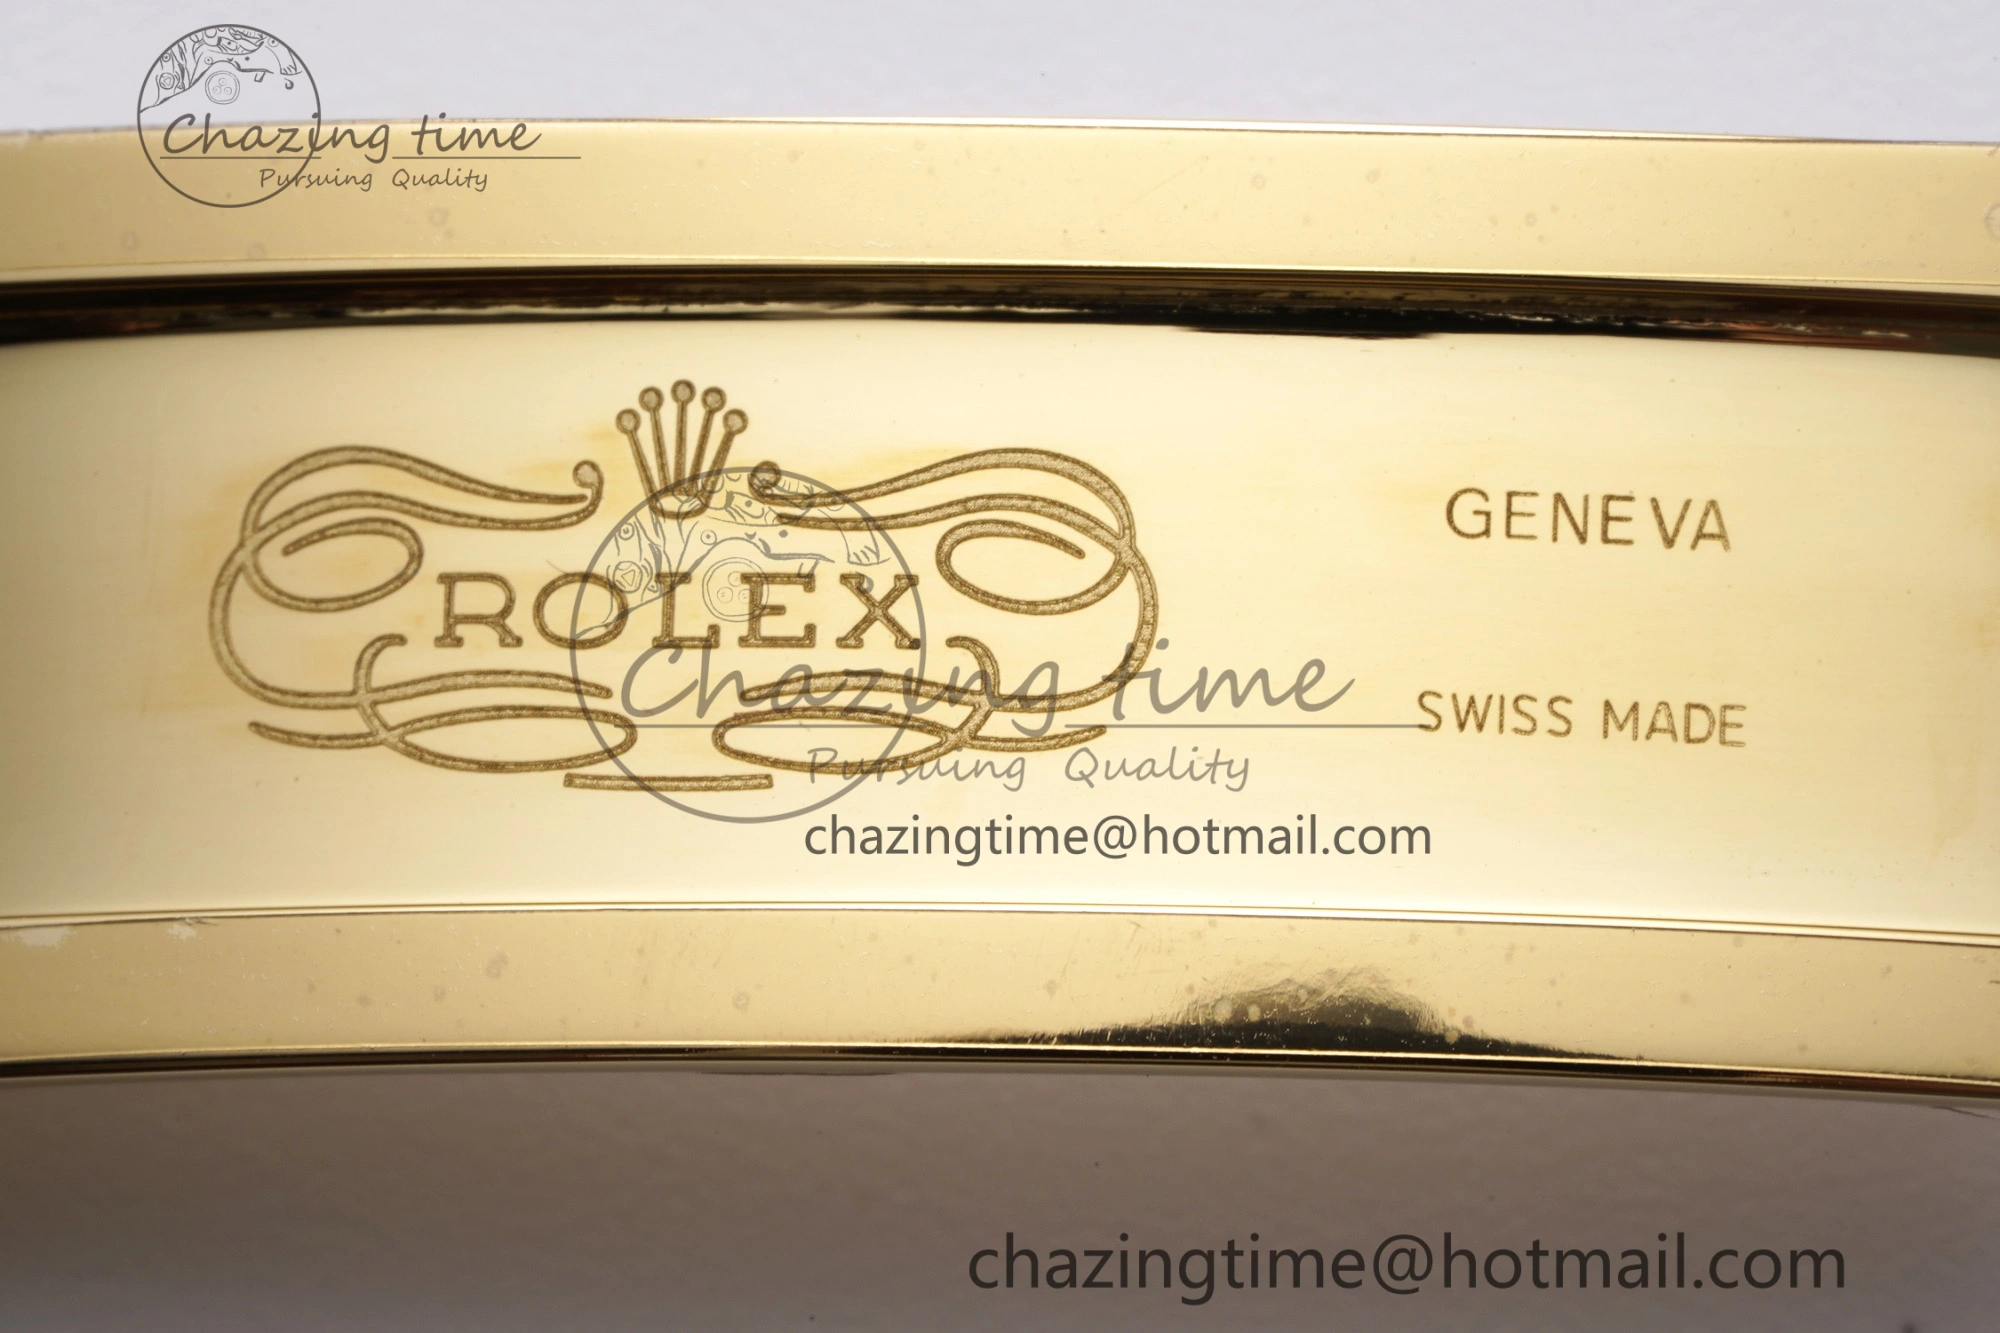 Chazing time
Pursuing Quality
ROLEX
GENEVA
SWISS MADE
Chazing time
Pursuing Quality
chazingtime@hotmail.com
chazingtime@hotmail.com